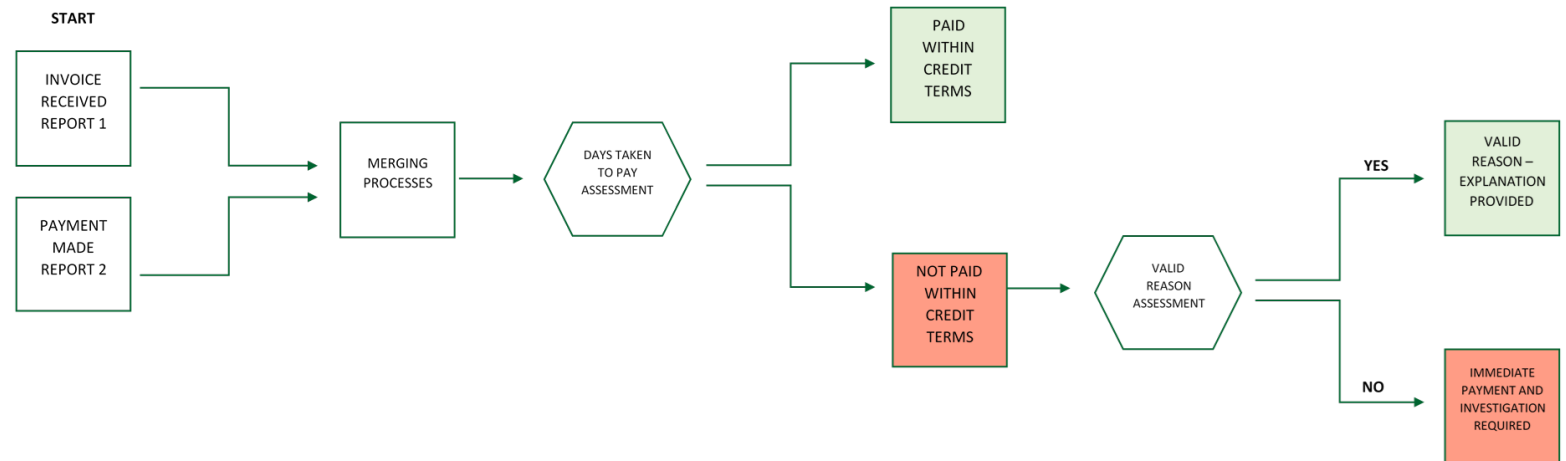 START
INVOICE
RECEIVED
REPORT 1
PAYMENT
MADE
REPORT 2
MERGING
PROCESSES
DAYS TAKEN
TO PAY
ASSESSMENT
PAID
WITHIN
CREDIT
TERMS
NOT PAID
WITHIN
CREDIT
TERMS
VALID
REASON
ASSESSMENT
YES
VALID
REASON –
EXPLANATION
PROVIDED
NO
IMMEDIATE
PAYMENT AND
INVESTIGATION
REQUIRED